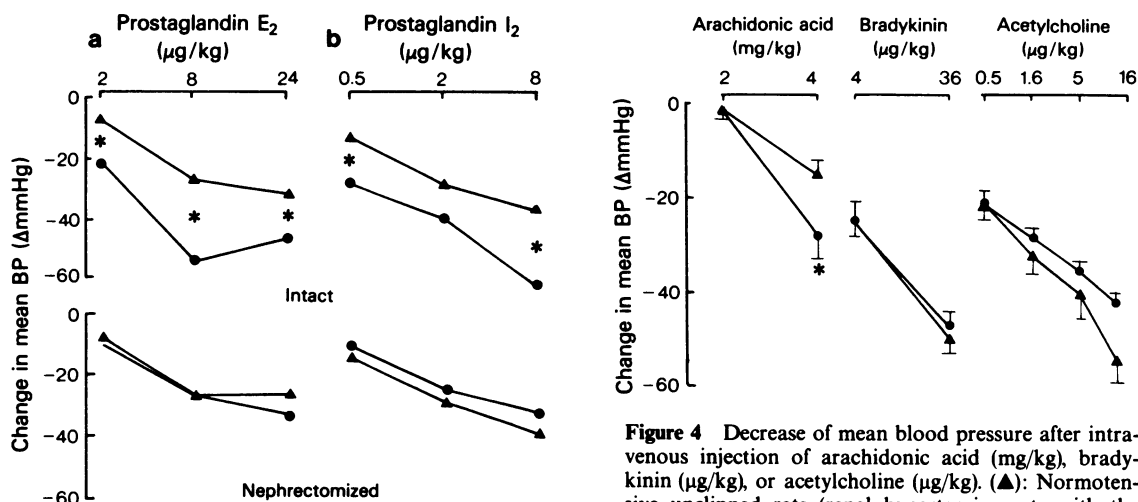 Prostaglandin E₂
(μg/kg)
a
2 8 24
Prostaglandin I₂
(μg/kg)
b
0.5 2 8
Change in mean BP (ΔmmHg)
0
−20
−40
−60
*
*
*
*
*
Intact
0
−20
−40
−60
Nephrectomized
Arachidonic acid
(mg/kg)
2 4
Bradykinin
(μg/kg)
4 36
Acetylcholine
(μg/kg)
0.5 1.6 5 16
Change in mean BP (ΔmmHg)
0
−20
−40
−60
*
Figure 4 Decrease of mean blood pressure after intra-
venous injection of arachidonic acid (mg/kg), brady-
kinin (μg/kg), or acetylcholine (μg/kg). (▲): Normoten-